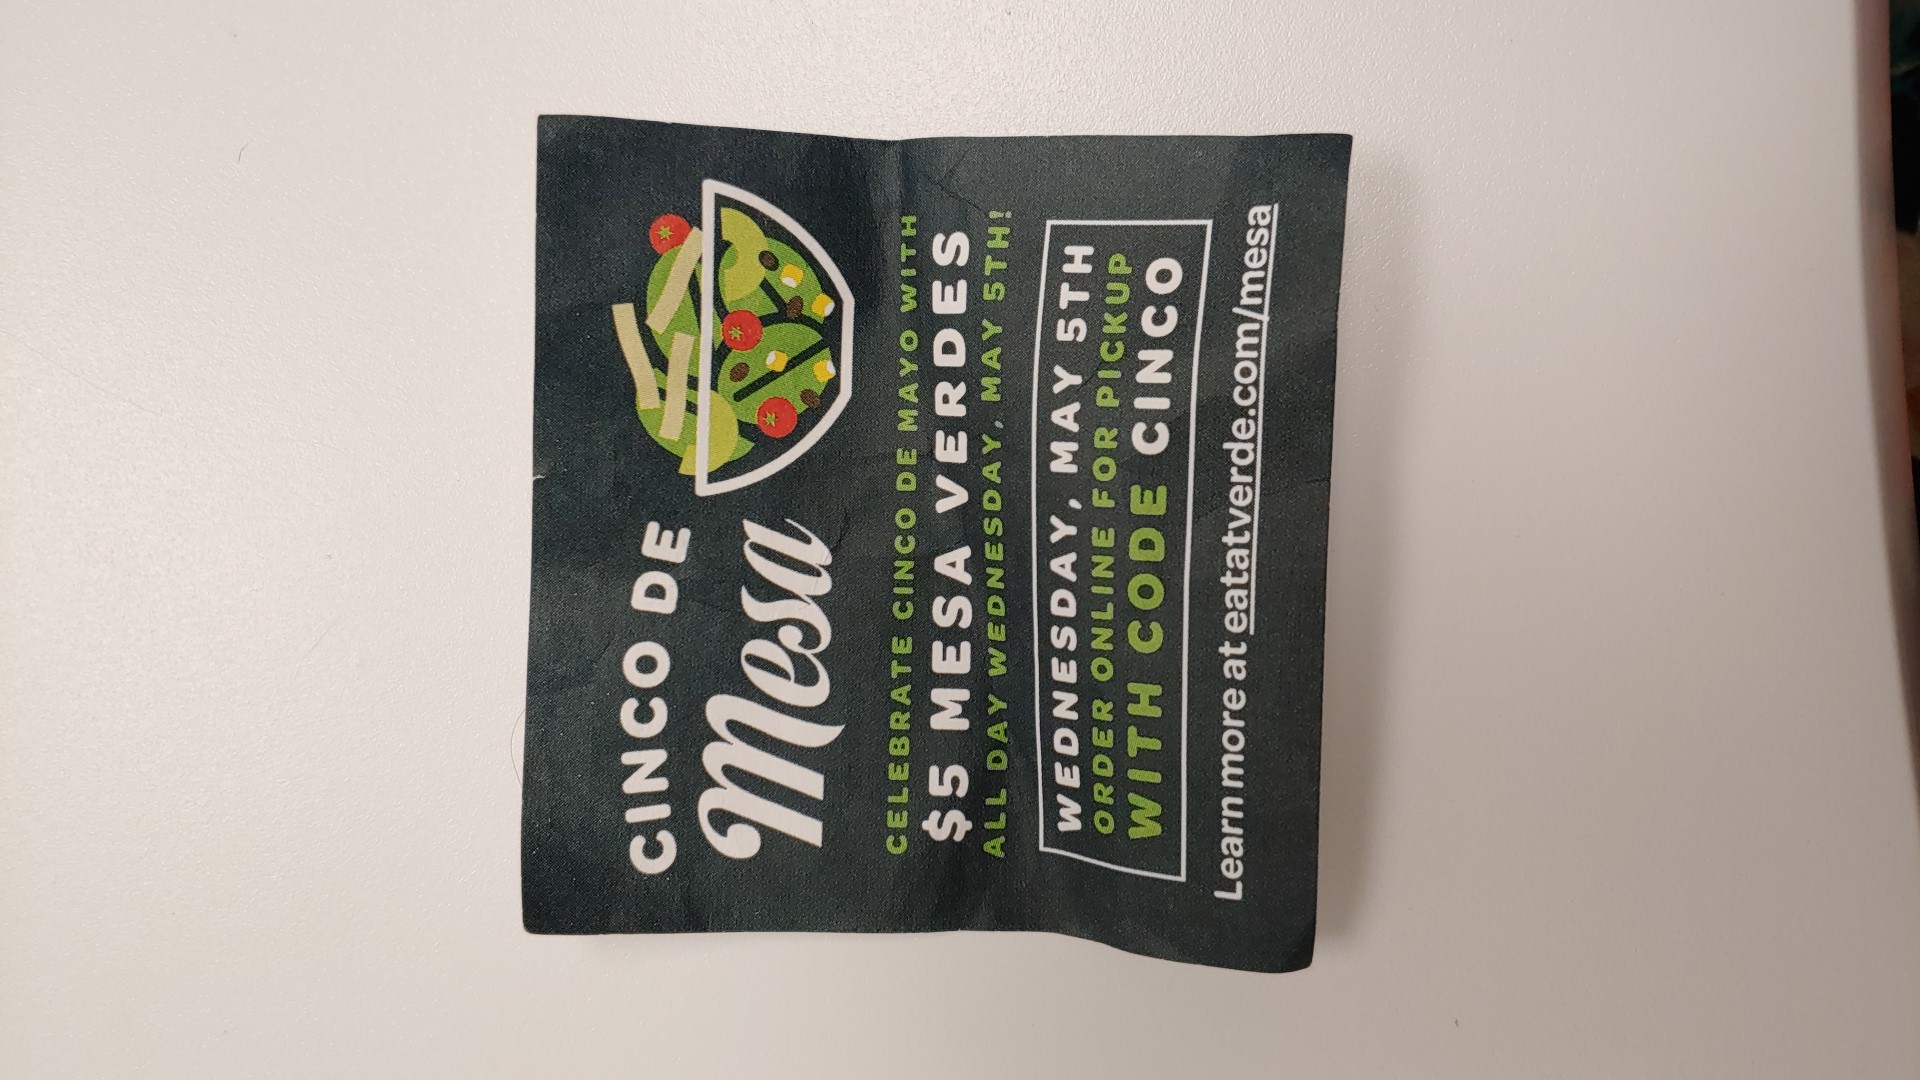 CINCO DE
Mesa
CELEBRATE CINCO DE MAYO WITH
$5 MESA VERDES
ALL DAY WEDNESDAY, MAY 5TH!
WEDNESDAY, MAY 5TH
ORDER ONLINE FOR PICKUP
WITH CODE CINCO
Learn more at eatatverde.com/mesa